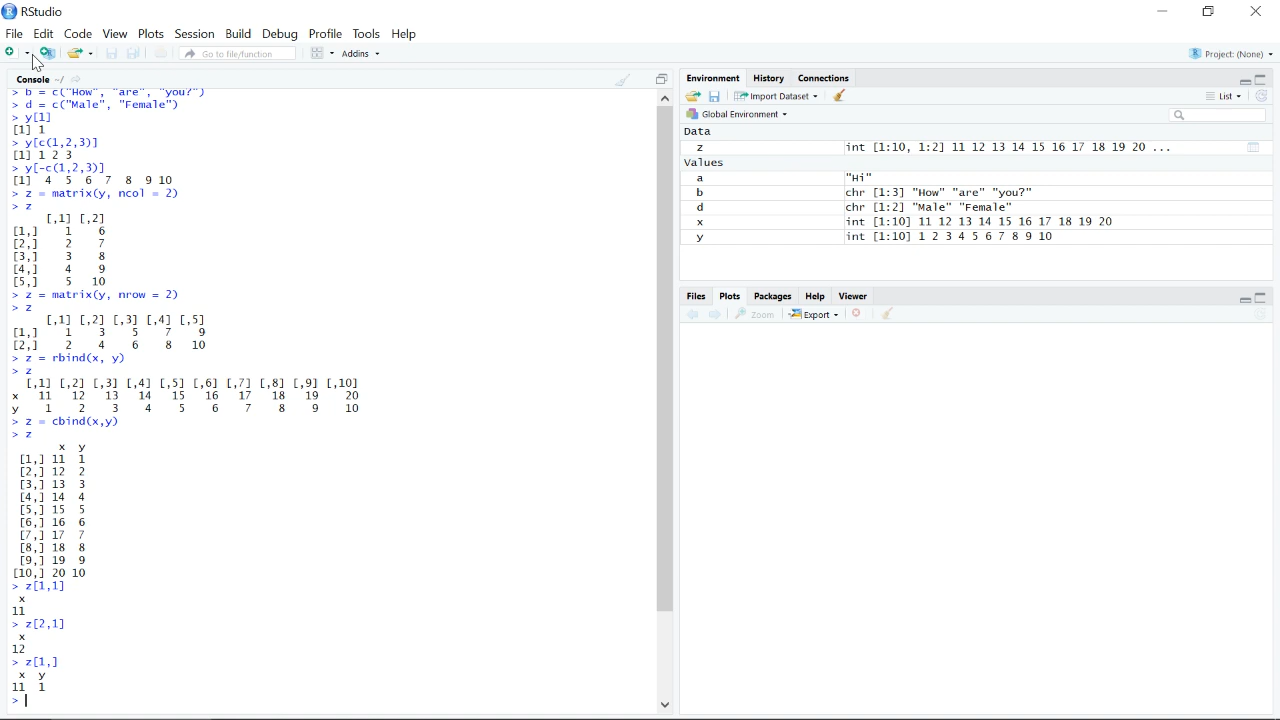 RStudio
File Edit Code View Plots Session Build Debug Profile Tools Help
Go to file/function Addins
Project: (None)
Console ~/
> b = c("How", "are", "you?")
> d = c("Male", "Female")
> y[1]
[1] 1
> y[c(1,2,3)]
[1] 1 2 3
> y[-c(1,2,3)]
[1] 4 5 6 7 8 9 10
> z = matrix(y, ncol = 2)
> z
[,1] [,2]
[1,] 1 6
[2,] 2 7
[3,] 3 8
[4,] 4 9
[5,] 5 10
> z = matrix(y, nrow = 2)
> z
[,1] [,2] [,3] [,4] [,5]
[1,] 1 3 5 7 9
[2,] 2 4 6 8 10
> z = rbind(x, y)
> z
[,1] [,2] [,3] [,4] [,5] [,6] [,7] [,8] [,9] [,10]
x 11 12 13 14 15 16 17 18 19 20
y 1 2 3 4 5 6 7 8 9 10
> z = cbind(x,y)
> z
x y
[1,] 11 1
[2,] 12 2
[3,] 13 3
[4,] 14 4
[5,] 15 5
[6,] 16 6
[7,] 17 7
[8,] 18 8
[9,] 19 9
[10,] 20 10
> z[1,1]
x
11
> z[2,1]
x
12
> z[1,]
x y
11 1
>
Environment History Connections
Import Dataset List
Global Environment
Data
z int [1:10, 1:2] 11 12 13 14 15 16 17 18 19 20 ...
Values
a "Hi"
b chr [1:3] "How" "are" "you?"
d chr [1:2] "Male" "Female"
x int [1:10] 11 12 13 14 15 16 17 18 19 20
y int [1:10] 1 2 3 4 5 6 7 8 9 10
Files Plots Packages Help Viewer
Zoom Export